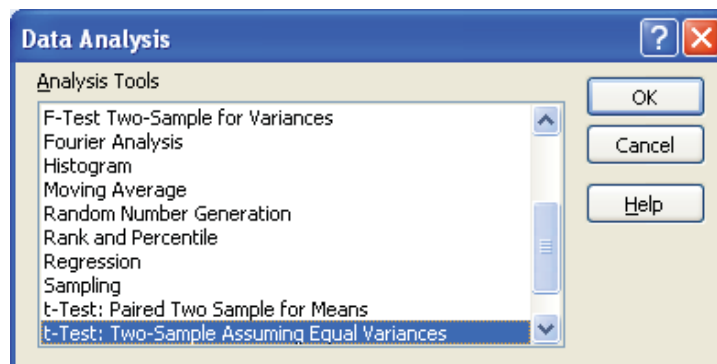 Data Analysis
Analysis Tools
F-Test Two-Sample for Variances
Fourier Analysis
Histogram
Moving Average
Random Number Generation
Rank and Percentile
Regression
Sampling
t-Test: Paired Two Sample for Means
t-Test: Two-Sample Assuming Equal Variances
OK
Cancel
Help